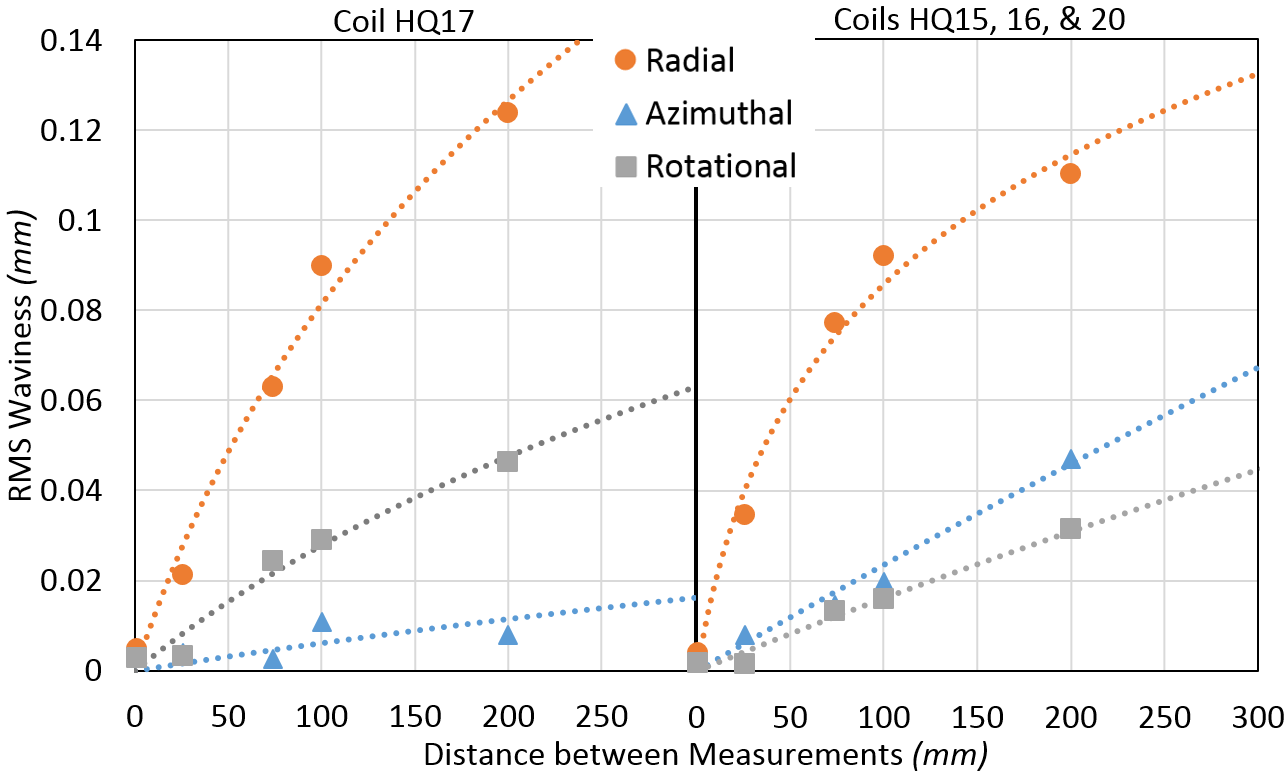 Coil HQ17
Coils HQ15, 16, & 20
Radial
Azimuthal
Rotational
RMS Waviness (mm)
0.14
0.12
0.1
0.08
0.06
0.04
0.02
0
0 50 100 150 200 250
0 50 100 150 200 250 300
Distance between Measurements (mm)